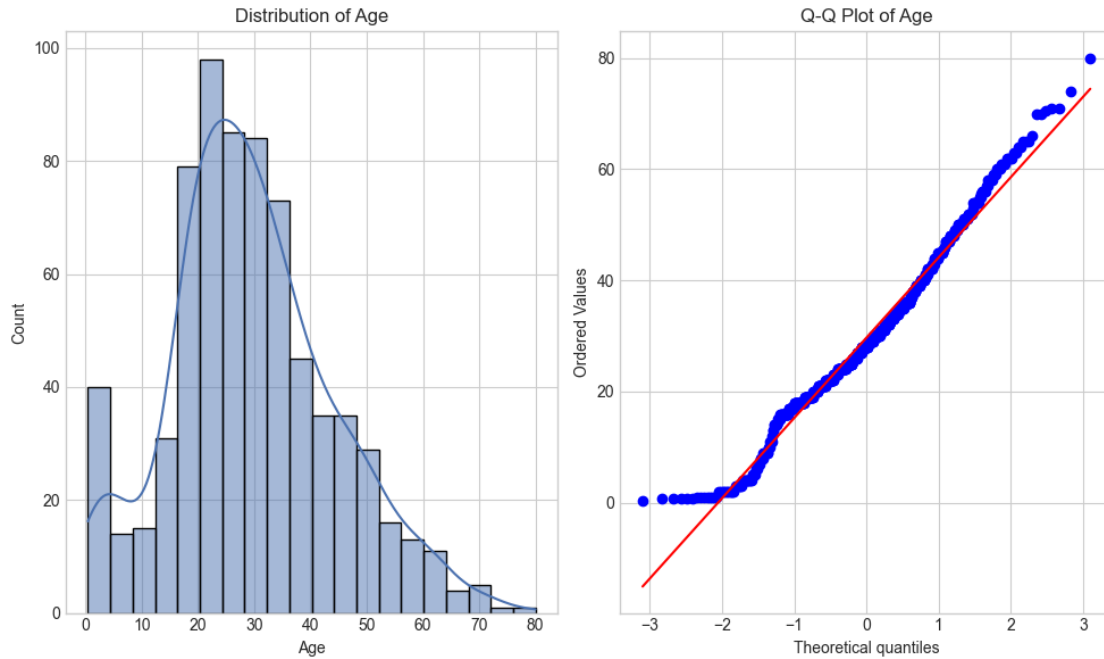 Distribution of Age
100
80
60
40
20
0
Count
0 10 20 30 40 50 60 70 80
Age
Q-Q Plot of Age
80
60
40
20
0
Ordered Values
−3 −2 −1 0 1 2 3
Theoretical quantiles